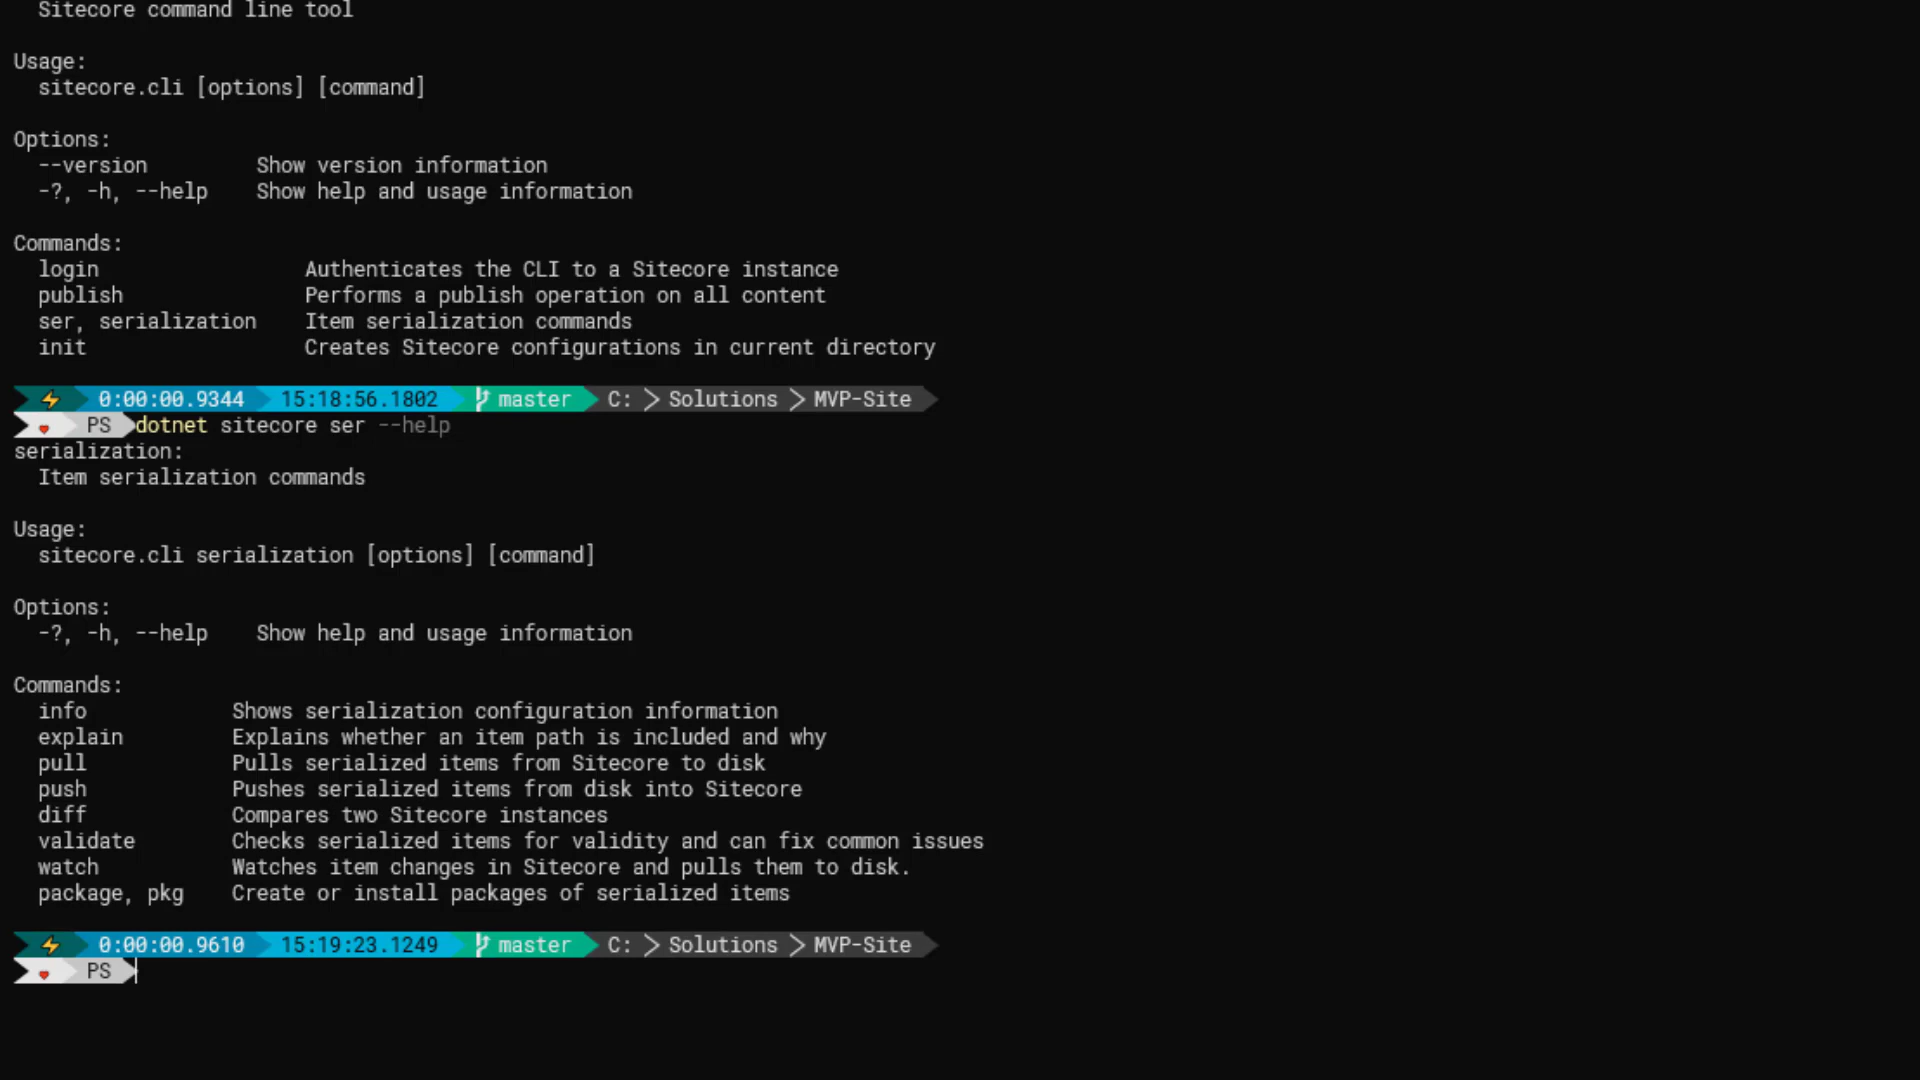 Sitecore command line tool
Usage:
sitecore.cli [options] [command]
Options:
--version Show version information
-?, -h, --help Show help and usage information
Commands:
login Authenticates the CLI to a Sitecore instance
publish Performs a publish operation on all content
ser, serialization Item serialization commands
init Creates Sitecore configurations in current directory
0:00:00.9344 15:18:56.1802 master C: > Solutions > MVP-Site
PS dotnet sitecore ser --help
serialization:
Item serialization commands
Usage:
sitecore.cli serialization [options] [command]
Options:
-?, -h, --help Show help and usage information
Commands:
info Shows serialization configuration information
explain Explains whether an item path is included and why
pull Pulls serialized items from Sitecore to disk
push Pushes serialized items from disk into Sitecore
diff Compares two Sitecore instances
validate Checks serialized items for validity and can fix common issues
watch Watches item changes in Sitecore and pulls them to disk.
package, pkg Create or install packages of serialized items
0:00:00.9610 15:19:23.1249 master C: > Solutions > MVP-Site
PS